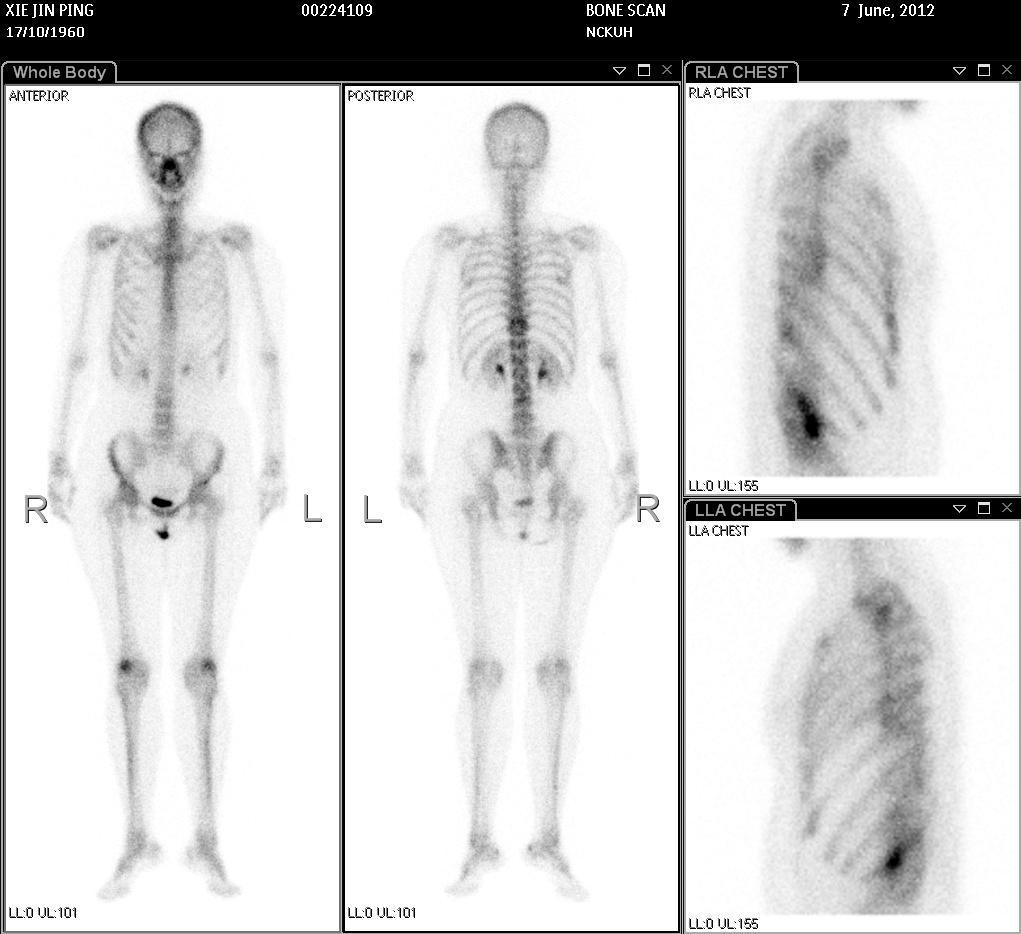 XIE JIN PING 00224109 BONE SCAN 7 June, 2012
17/10/1960 NCKUH
Whole Body
ANTERIOR
POSTERIOR
R L L R
LL:0 UL:101
LL:0 UL:101
RLA CHEST
RLA CHEST
LL:0 UL:155
LLA CHEST
LLA CHEST
LL:0 UL:155